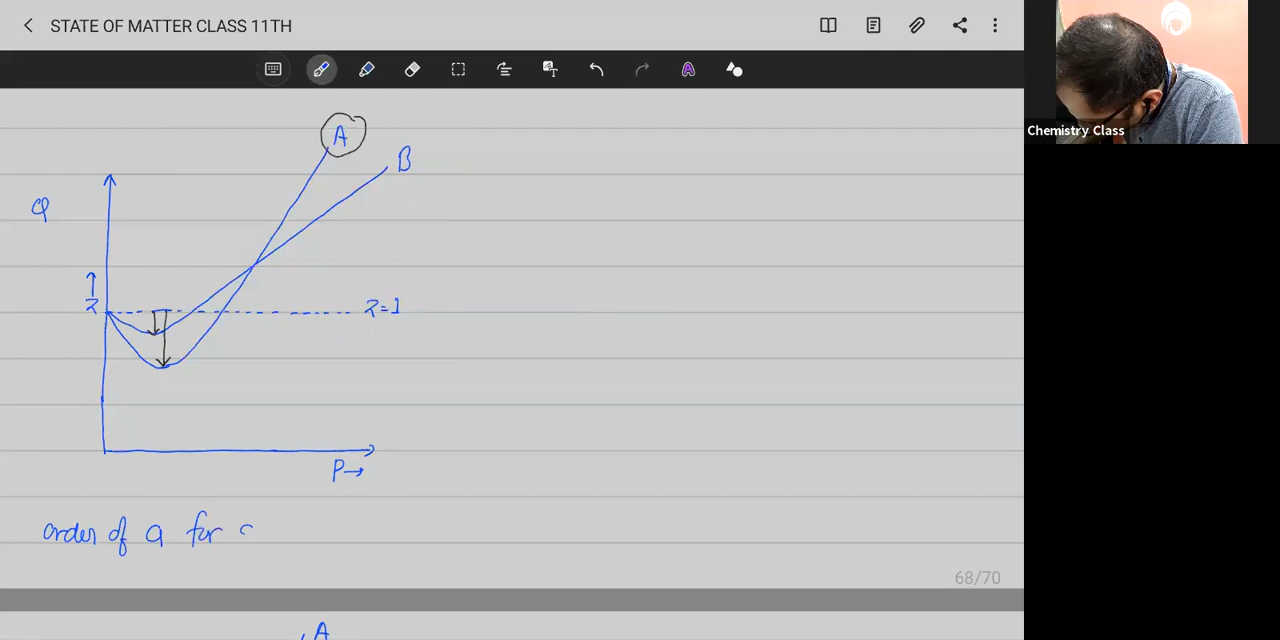 STATE OF MATTER CLASS 11TH
Chemistry Class
A
B
Q
Z
Z=1
P→
order of a for
68/70
A